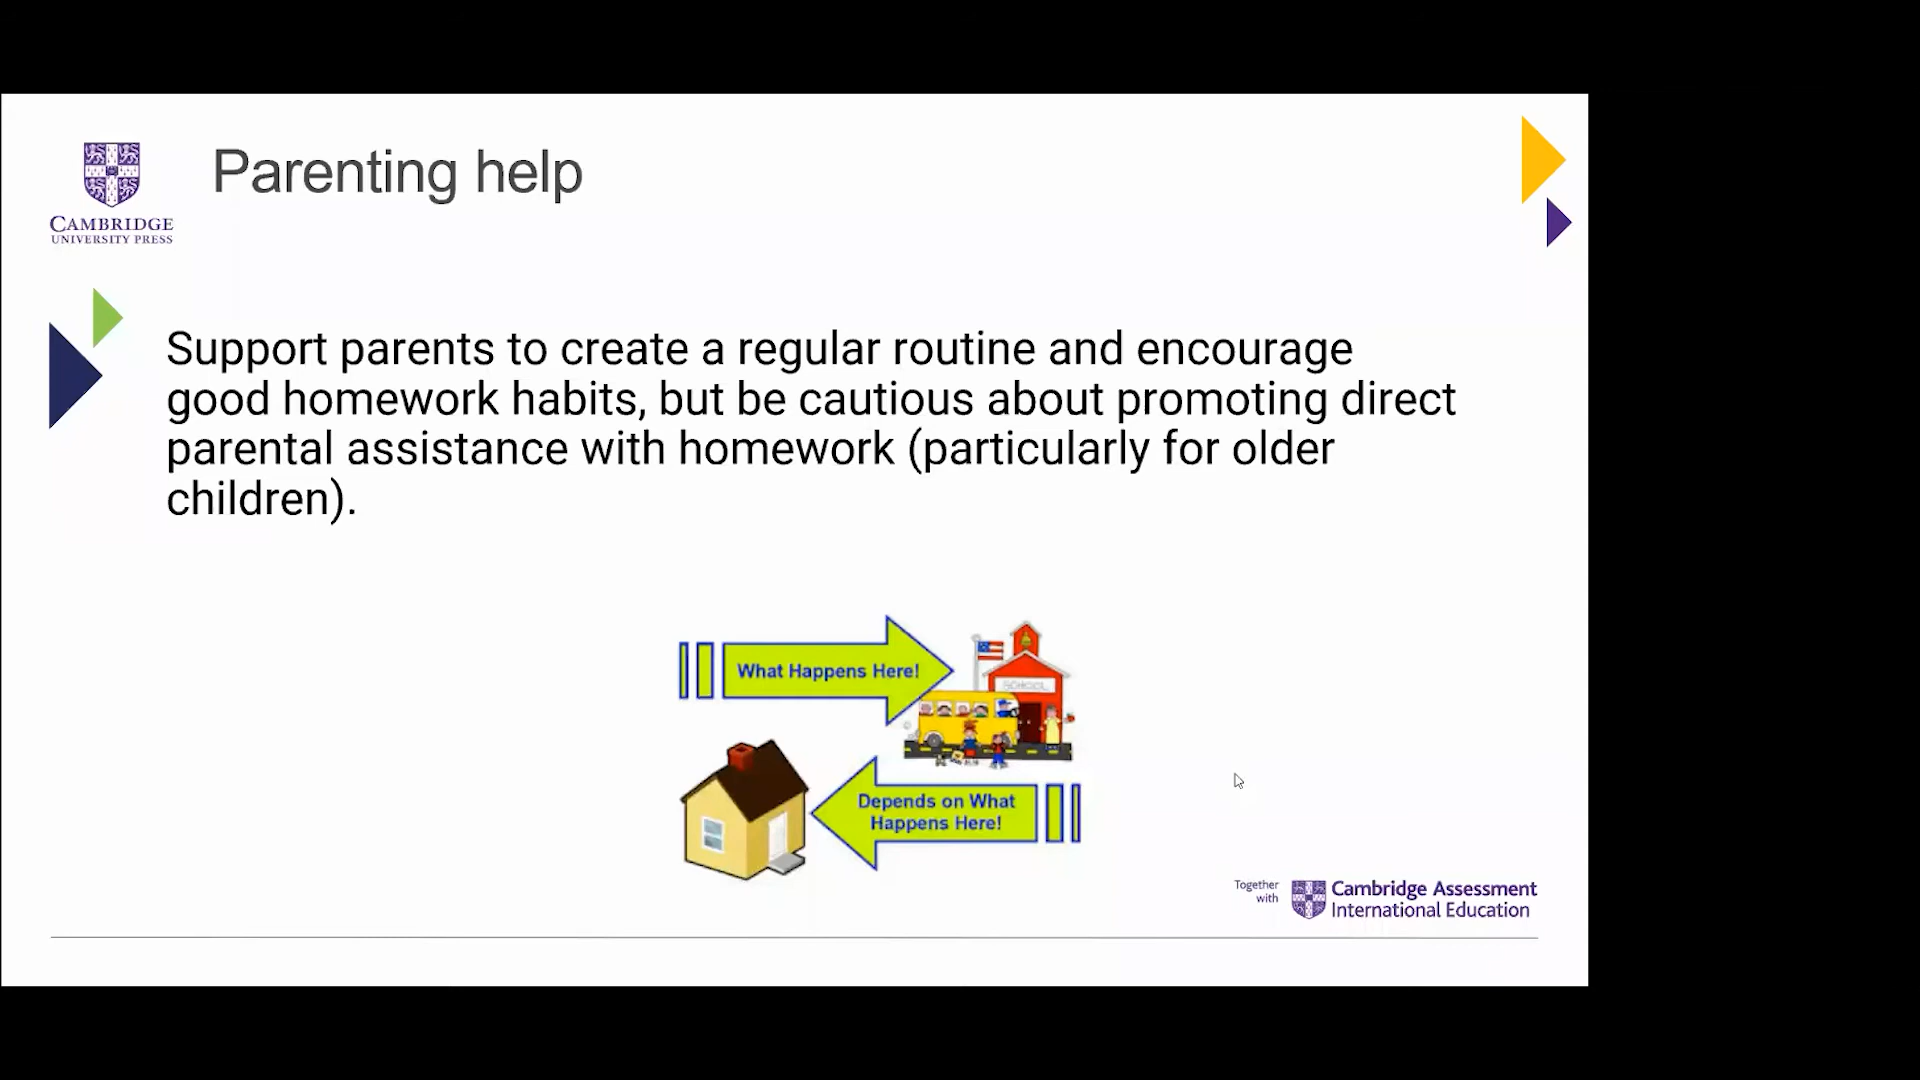 Parenting help
CAMBRIDGE
UNIVERSITY PRESS
Support parents to create a regular routine and encourage
good homework habits, but be cautious about promoting direct
parental assistance with homework (particularly for older
children).
What Happens Here!
SCHOOL
Depends on What
Happens Here!
Together
with
Cambridge Assessment
International Education